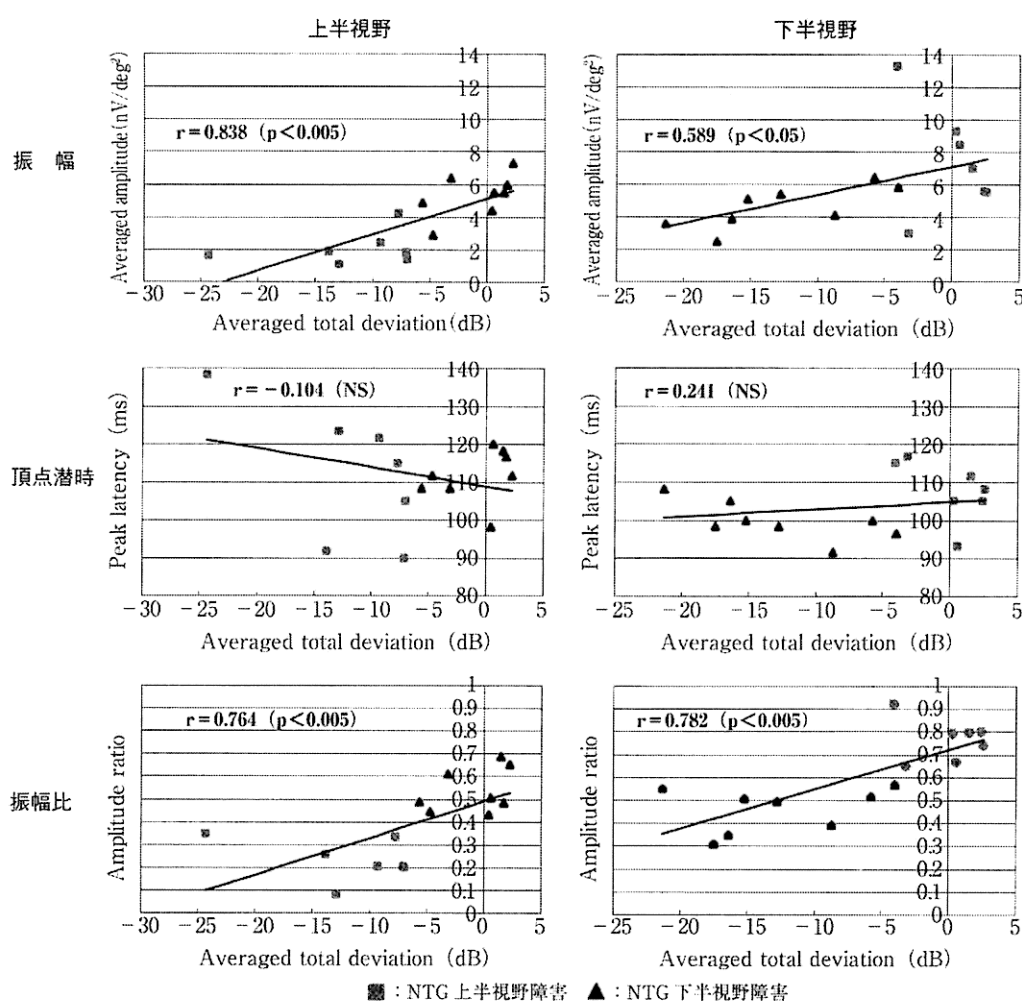 上半視野
下半視野
振 幅
Averaged amplitude(nV/deg²)
14
12
10
8
6
4
2
0
r=0.838 (p<0.005)
-30 -25 -20 -15 -10 -5 0 5
Averaged total deviation(dB)
Averaged amplitude(nV/deg²)
14
12
10
8
6
4
2
0
r=0.589 (p<0.05)
-25 -20 -15 -10 -5 0 5
Averaged total deviation (dB)
頂点潜時
Peak latency (ms)
140
130
120
110
100
90
80
r=-0.104 (NS)
-30 -25 -20 -15 -10 -5 0 5
Averaged total deviation (dB)
Peak latency (ms)
140
130
120
110
100
90
80
r=0.241 (NS)
-25 -20 -15 -10 -5 0 5
Averaged total deviation (dB)
振幅比
Amplitude ratio
1
0.9
0.8
0.7
0.6
0.5
0.4
0.3
0.2
0.1
0
r=0.764 (p<0.005)
-30 -25 -20 -15 -10 -5 0 5
Averaged total deviation (dB)
Amplitude ratio
1
0.9
0.8
0.7
0.6
0.5
0.4
0.3
0.2
0.1
0
r=0.782 (p<0.005)
-25 -20 -15 -10 -5 0 5
Averaged total deviation (dB)
■：NTG 上半視野障害 ▲：NTG 下半視野障害